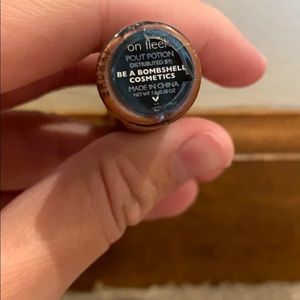 on fleek
POUT POTION
DISTRIBUTED BY:
BE A BOMBSHELL
COSMETICS
MADE IN CHINA